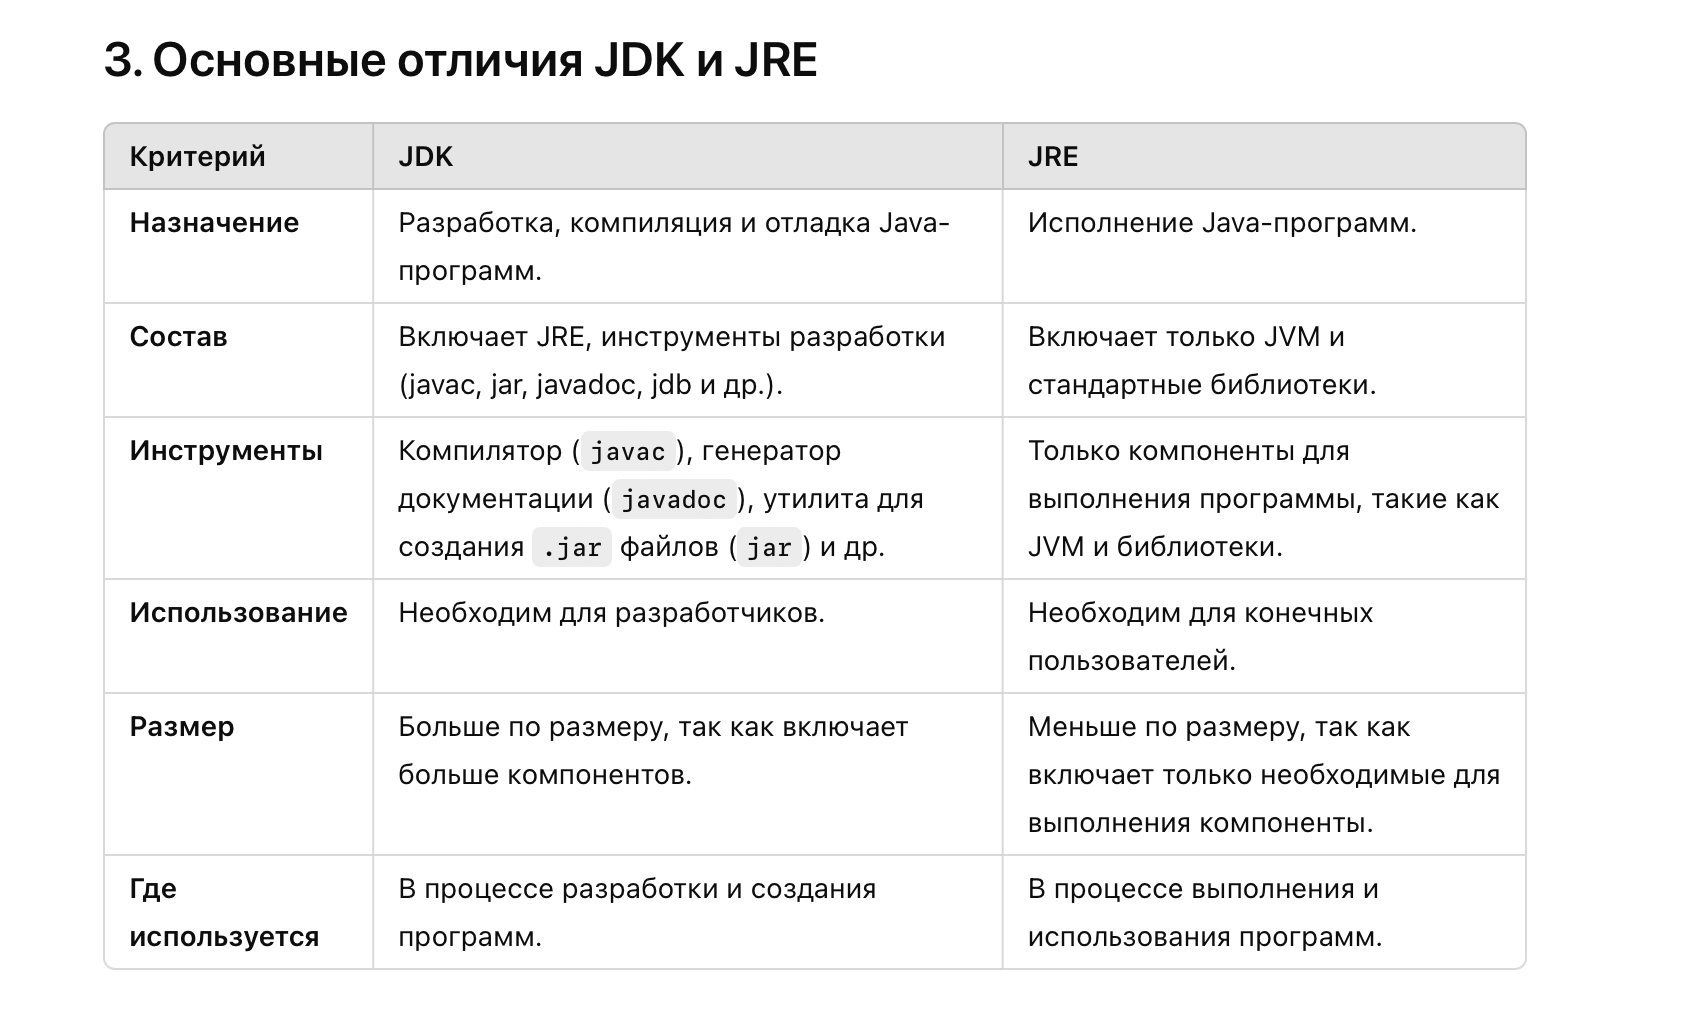 3. Основные отличия JDK и JRE
Критерий
JDK
JRE
Назначение
Разработка, компиляция и отладка Java-
программ.
Исполнение Java-программ.
Состав
Включает JRE, инструменты разработки
(javac, jar, javadoc, jdb и др.).
Включает только JVM и
стандартные библиотеки.
Инструменты
Компилятор (javac), генератор
документации (javadoc), утилита для
создания .jar файлов (jar) и др.
Только компоненты для
выполнения программы, такие как
JVM и библиотеки.
Использование
Необходим для разработчиков.
Необходим для конечных
пользователей.
Размер
Больше по размеру, так как включает
больше компонентов.
Меньше по размеру, так как
включает только необходимые для
выполнения компоненты.
Где
используется
В процессе разработки и создания
программ.
В процессе выполнения и
использования программ.